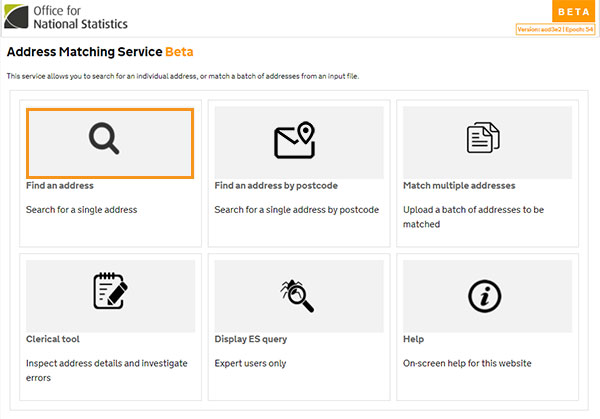 Office for
National Statistics
BETA
Version: aod3e2 | Epoch: 54
Address Matching Service Beta
This service allows you to search for an individual address, or match a batch of addresses from an input file.
Find an address
Search for a single address
Find an address by postcode
Search for a single address by postcode
Match multiple addresses
Upload a batch of addresses to be
matched
Clerical tool
Inspect address details and investigate
errors
Display ES query
Expert users only
Help
On-screen help for this website